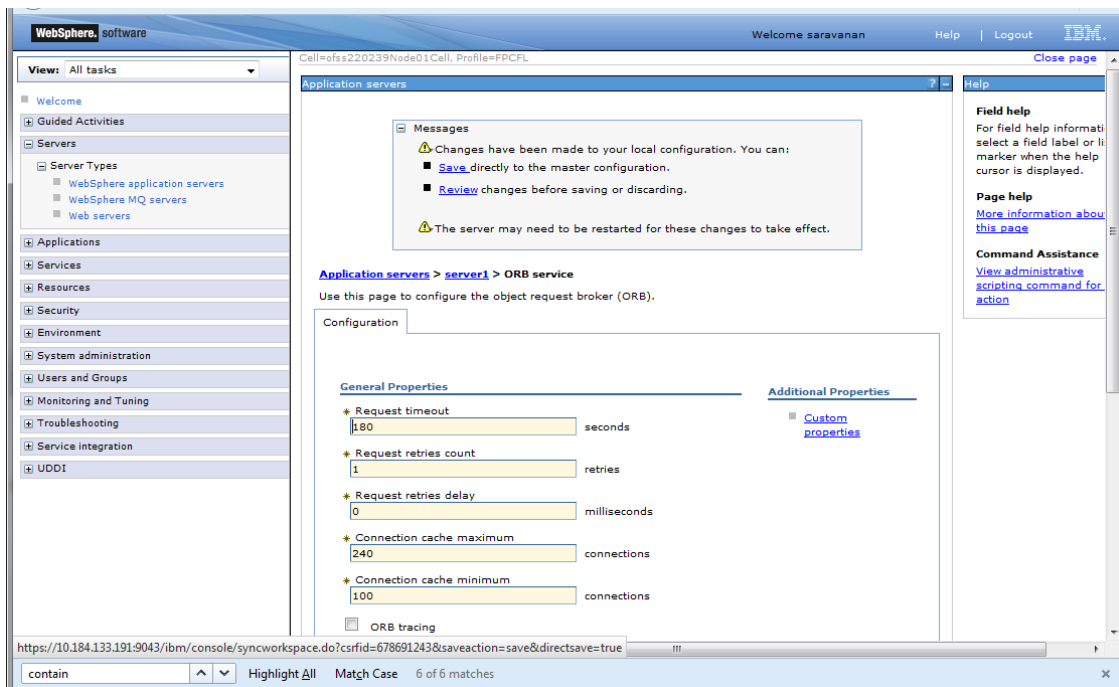 WebSphere. software
Welcome saravanan
Help | Logout
IBM.
View: All tasks
Welcome
Guided Activities
Servers
Server Types
WebSphere application servers
WebSphere MQ servers
Web servers
Applications
Services
Resources
Security
Environment
System administration
Users and Groups
Monitoring and Tuning
Troubleshooting
Service integration
UDDI
Cell=ofss220239Node01Cell, Profile=FPCFL
Close page
Application servers
? –
Messages
Changes have been made to your local configuration. You can:
Save directly to the master configuration.
Review changes before saving or discarding.
The server may need to be restarted for these changes to take effect.
Application servers > server1 > ORB service
Use this page to configure the object request broker (ORB).
Configuration
General Properties
Request timeout
180 seconds
Request retries count
1 retries
Request retries delay
0 milliseconds
Connection cache maximum
240 connections
Connection cache minimum
100 connections
ORB tracing
Additional Properties
Custom
properties
Help
Field help
For field help informati
select a field label or li
marker when the help
cursor is displayed.
Page help
More information abou
this page
Command Assistance
View administrative
scripting command for
action
https://10.184.133.191:9043/ibm/console/syncworkspace.do?csrfid=678691243&saveaction=save&directsave=true
contain
Highlight All Match Case 6 of 6 matches